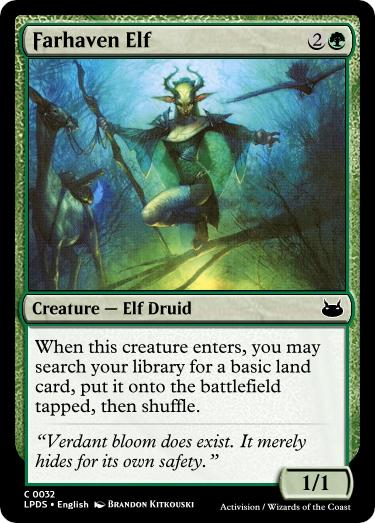 Farhaven Elf 2
Creature — Elf Druid
When this creature enters, you may
search your library for a basic land
card, put it onto the battlefield
tapped, then shuffle.
“Verdant bloom does exist. It merely
hides for its own safety.”
1/1
C 0032
LPDS • English Brandon Kitkouski
Activision / Wizards of the Coast